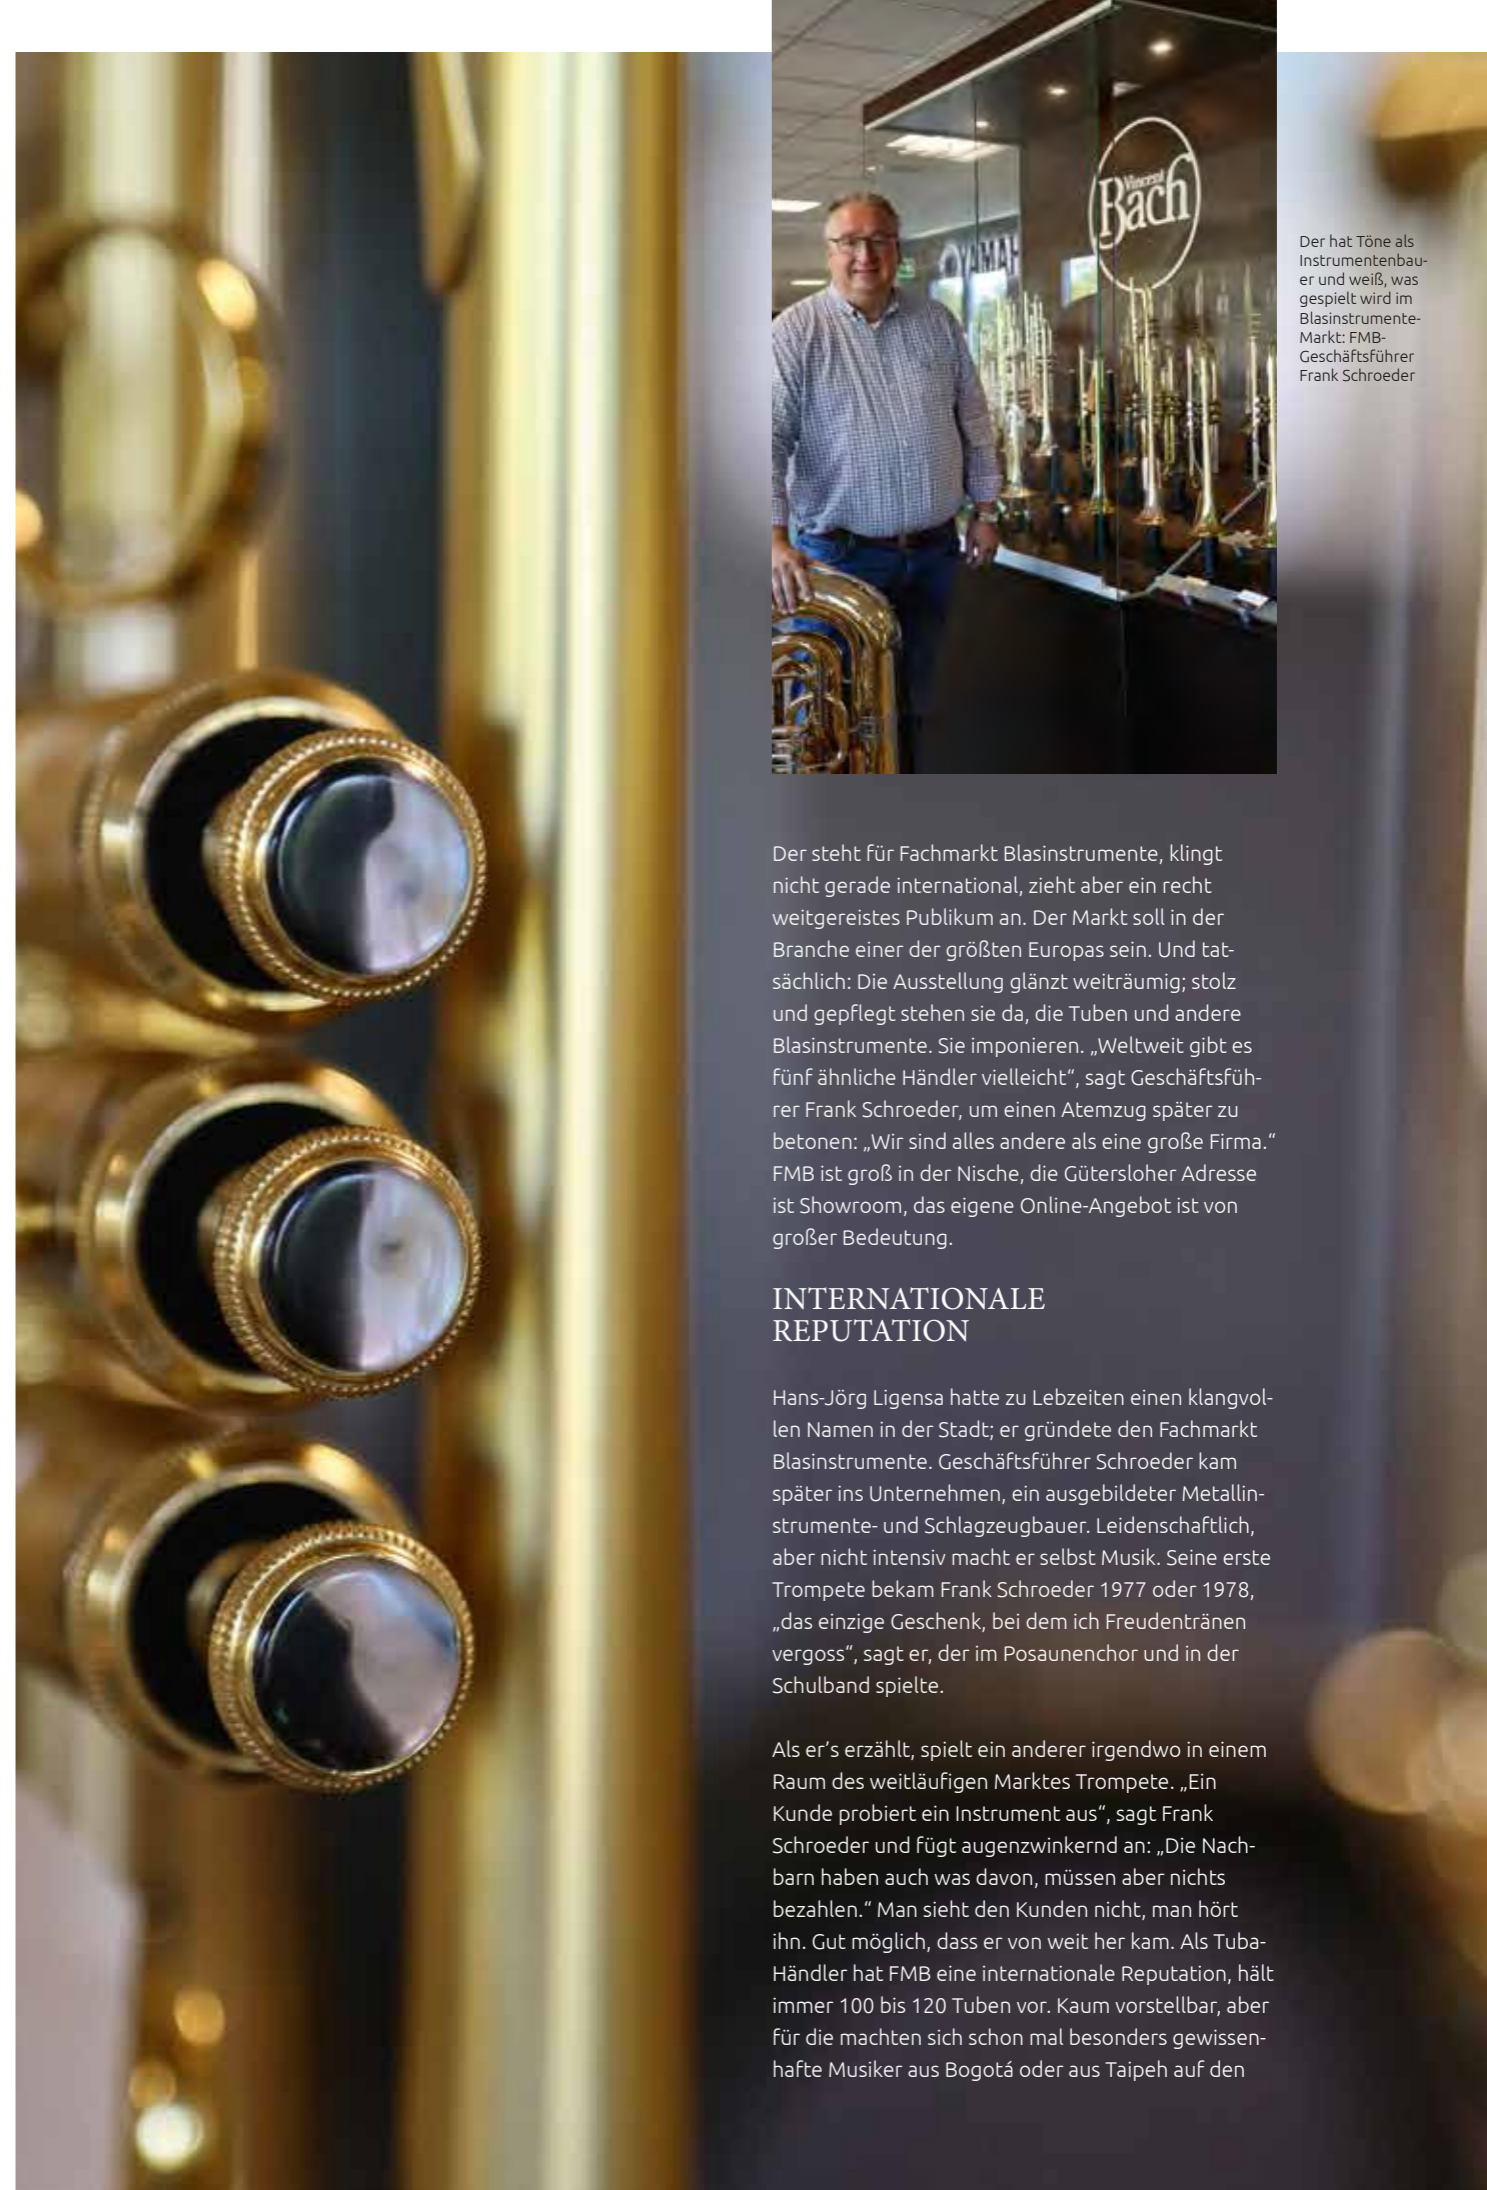 Vincent
Bach
YAMAH
Der hat Töne als
Instrumentenbau-
er und weiß, was
gespielt wird im
Blasinstrumente-
Markt: FMB-
Geschäftsführer
Frank Schroeder
Der steht für Fachmarkt Blasinstrumente, klingt
nicht gerade international, zieht aber ein recht
weitgereistes Publikum an. Der Markt soll in der
Branche einer der größten Europas sein. Und tat-
sächlich: Die Ausstellung glänzt weiträumig; stolz
und gepflegt stehen sie da, die Tuben und andere
Blasinstrumente. Sie imponieren. „Weltweit gibt es
fünf ähnliche Händler vielleicht“, sagt Geschäftsfüh-
rer Frank Schroeder, um einen Atemzug später zu
betonen: „Wir sind alles andere als eine große Firma.“
FMB ist groß in der Nische, die Gütersloher Adresse
ist Showroom, das eigene Online-Angebot ist von
großer Bedeutung.
INTERNATIONALE
REPUTATION
Hans-Jörg Ligensa hatte zu Lebzeiten einen klangvol-
len Namen in der Stadt; er gründete den Fachmarkt
Blasinstrumente. Geschäftsführer Schroeder kam
später ins Unternehmen, ein ausgebildeter Metallin-
strumente- und Schlagzeugbauer. Leidenschaftlich,
aber nicht intensiv macht er selbst Musik. Seine erste
Trompete bekam Frank Schroeder 1977 oder 1978,
„das einzige Geschenk, bei dem ich Freudentränen
vergoss“, sagt er, der im Posaunenchor und in der
Schulband spielte.
Als er’s erzählt, spielt ein anderer irgendwo in einem
Raum des weitläufigen Marktes Trompete. „Ein
Kunde probiert ein Instrument aus“, sagt Frank
Schroeder und fügt augenzwinkernd an: „Die Nach-
barn haben auch was davon, müssen aber nichts
bezahlen.“ Man sieht den Kunden nicht, man hört
ihn. Gut möglich, dass er von weit her kam. Als Tuba-
Händler hat FMB eine internationale Reputation, hält
immer 100 bis 120 Tuben vor. Kaum vorstellbar, aber
für die machten sich schon mal besonders gewissen-
hafte Musiker aus Bogotá oder aus Taipeh auf den